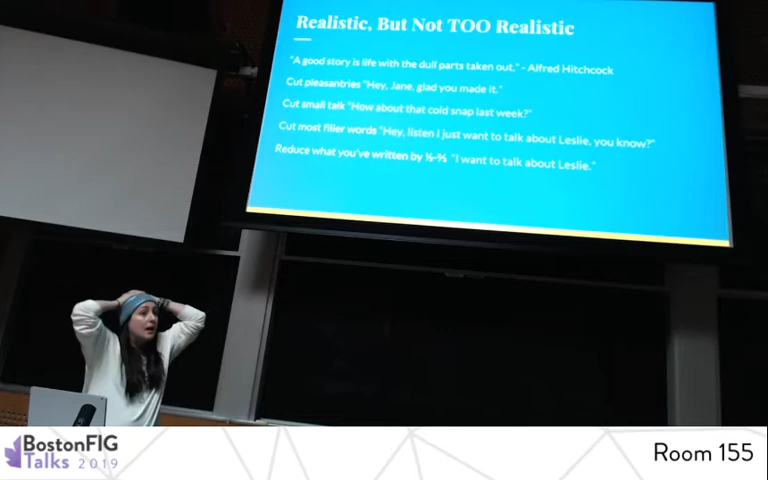 Realistic, But Not TOO Realistic
"A good story is life with the dull parts taken out." - Alfred Hitchcock
Cut pleasantries "Hey, Jane, glad you made it."
Cut small talk "How about that cold snap last week?"
Cut most filler words "Hey, listen I just want to talk about Leslie, you know?"
Reduce what you've written by ⅓-⅔ "I want to talk about Leslie."
BostonFIG
Talks 2019
Room 155